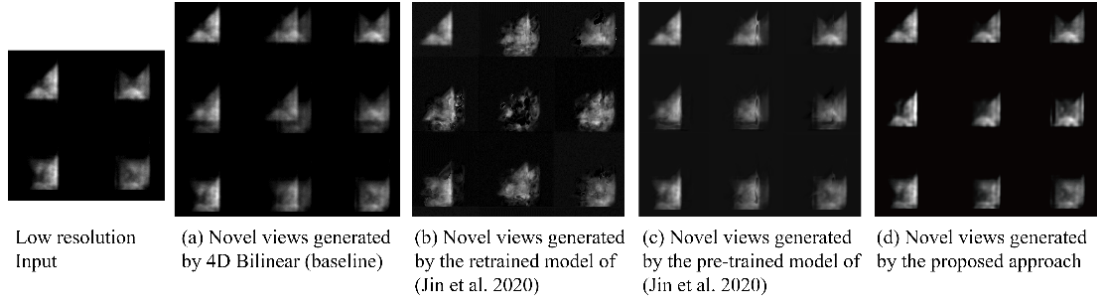 Low resolution
Input
(a) Novel views generated
by 4D Bilinear (baseline)
(b) Novel views generated
by the retrained model of
(Jin et al. 2020)
(c) Novel views generated
by the pre-trained model of
(Jin et al. 2020)
(d) Novel views generated
by the proposed approach